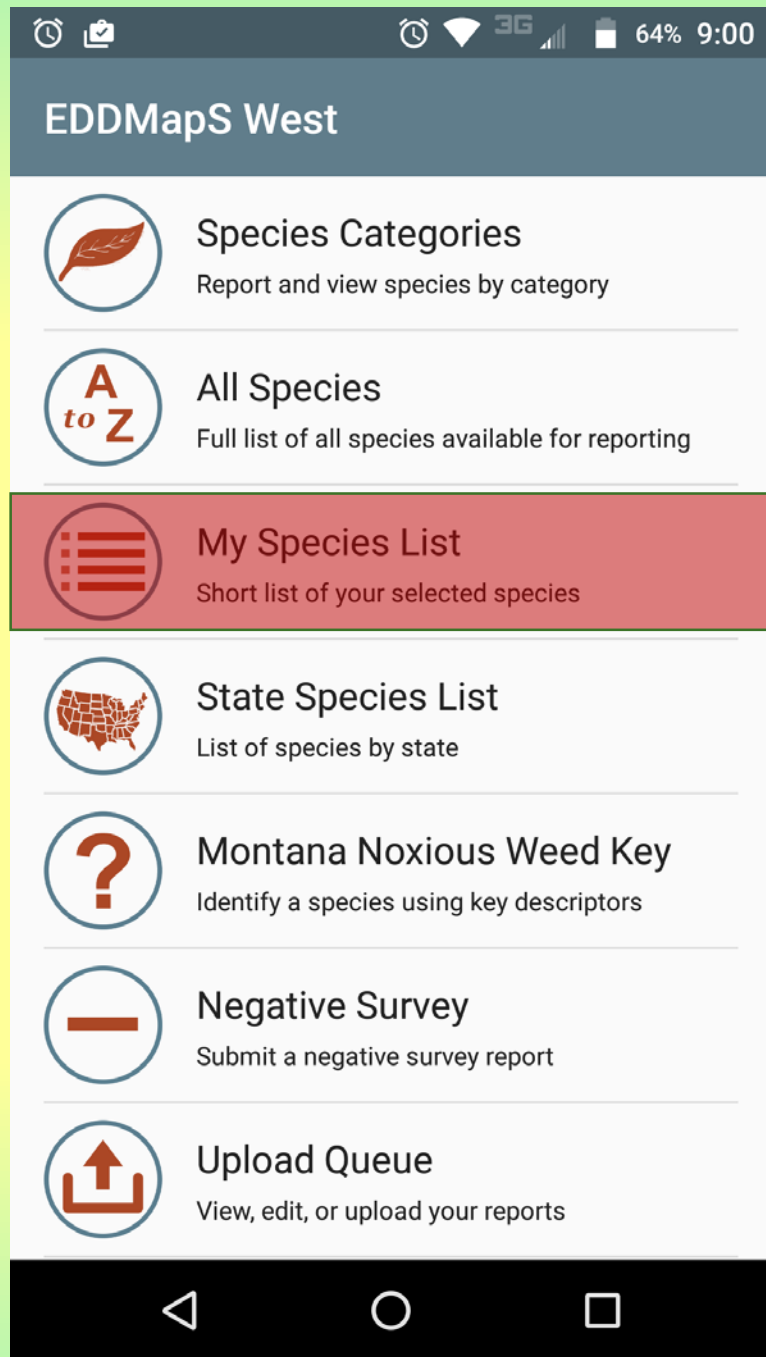 3G 64% 9:00
EDDMapS West
Species Categories
Report and view species by category
A
to Z
All Species
Full list of all species available for reporting
My Species List
Short list of your selected species
State Species List
List of species by state
?
Montana Noxious Weed Key
Identify a species using key descriptors
Negative Survey
Submit a negative survey report
Upload Queue
View, edit, or upload your reports